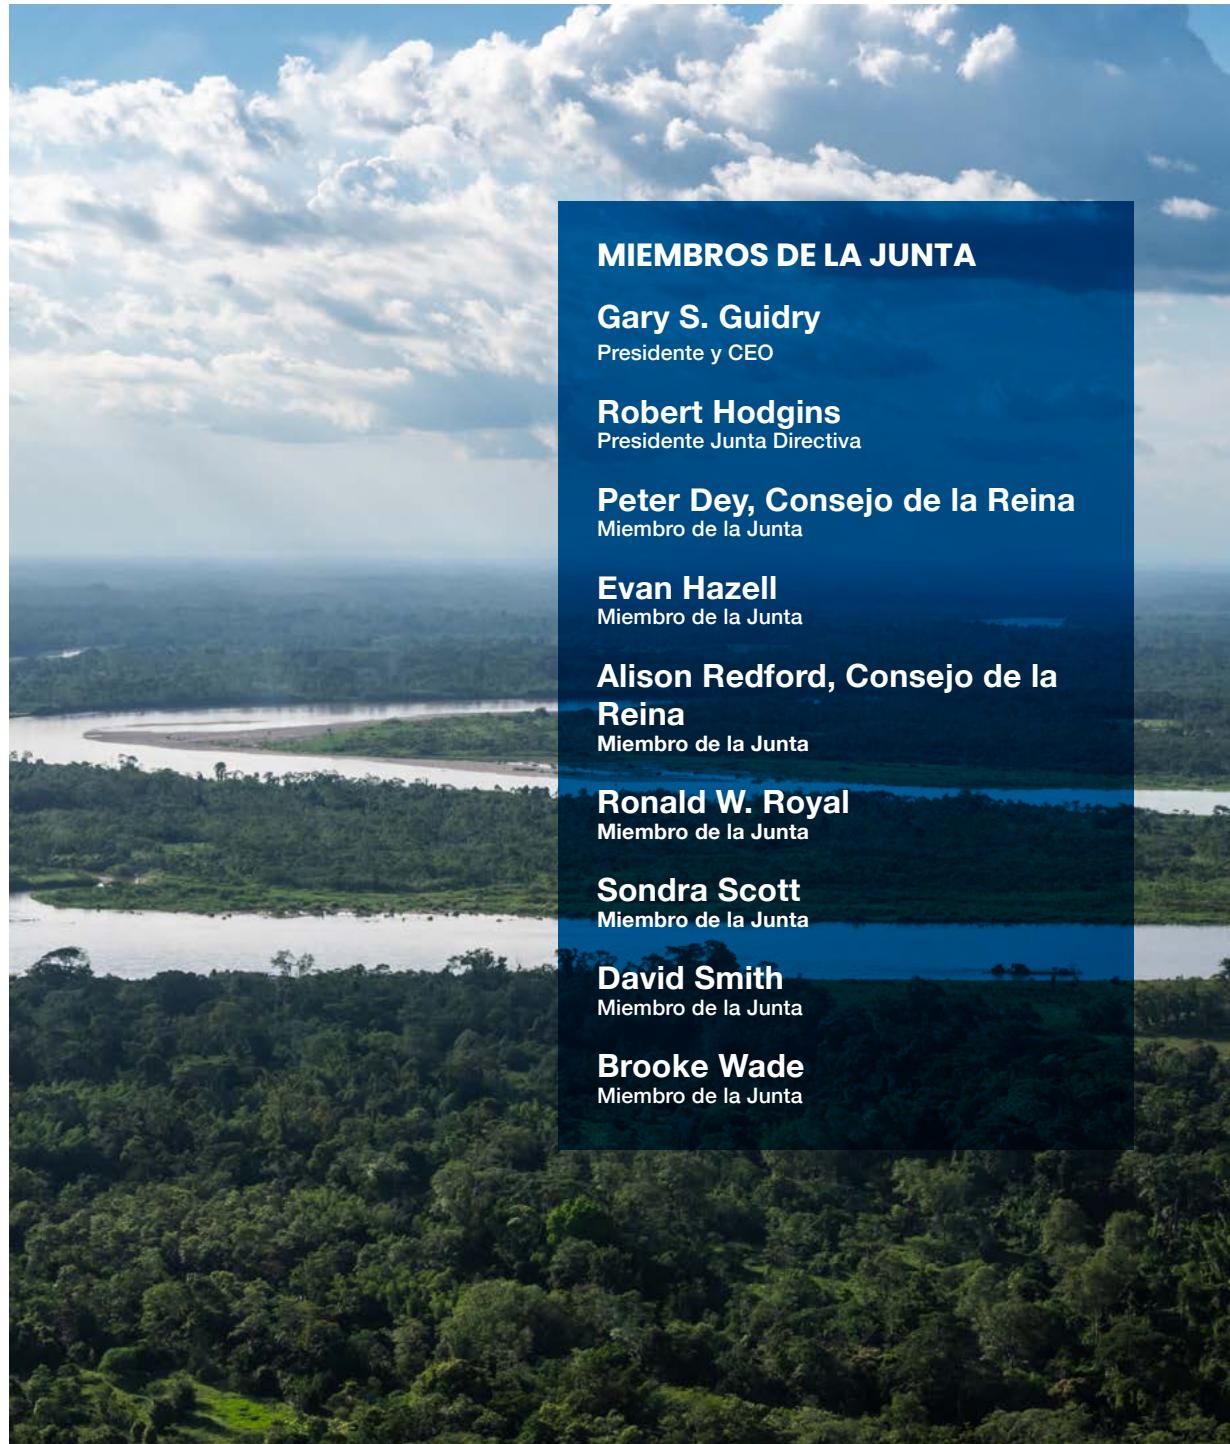 MIEMBROS DE LA JUNTA
Gary S. Guidry
Presidente y CEO
Robert Hodgins
Presidente Junta Directiva
Peter Dey, Consejo de la Reina
Miembro de la Junta
Evan Hazell
Miembro de la Junta
Alison Redford, Consejo de la
Reina
Miembro de la Junta
Ronald W. Royal
Miembro de la Junta
Sondra Scott
Miembro de la Junta
David Smith
Miembro de la Junta
Brooke Wade
Miembro de la Junta